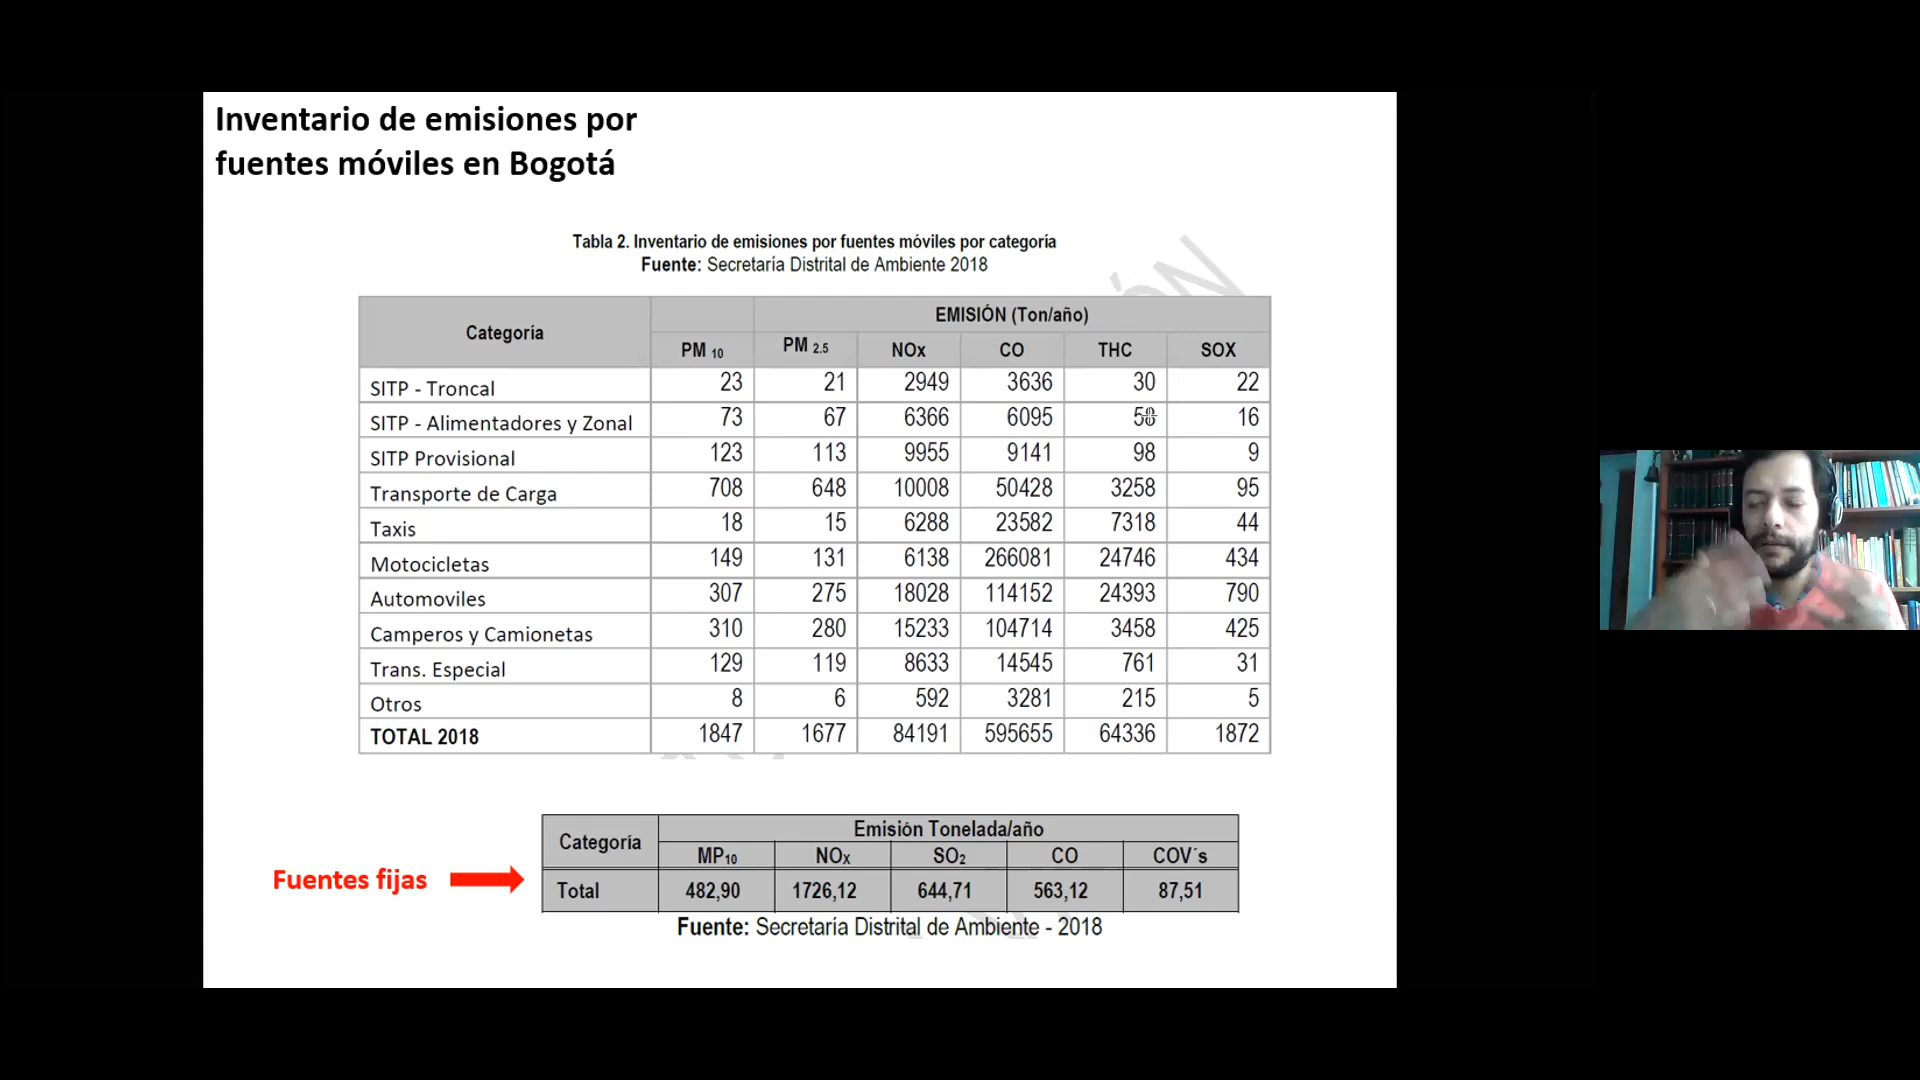 Inventario de emisiones por
fuentes móviles en Bogotá
Tabla 2. Inventario de emisiones por fuentes móviles por categoría
Fuente: Secretaría Distrital de Ambiente 2018
Categoría EMISIÓN (Ton/año)
PM 10 PM 2.5 NOx CO THC SOX
SITP - Troncal 23 21 2949 3636 30 22
SITP - Alimentadores y Zonal 73 67 6366 6095 16
SITP Provisional 123 113 9955 9141 98 9
Transporte de Carga 708 648 10008 50428 3258 95
Taxis 18 15 6288 23582 7318 44
Motocicletas 149 131 6138 266081 24746 434
Automoviles 307 275 18028 114152 24393 790
Camperos y Camionetas 310 280 15233 104714 3458 425
Trans. Especial 129 119 8633 14545 761 31
Otros 8 6 592 3281 215 5
TOTAL 2018 1847 1677 84191 595655 64336 1872
Categoría Emisión Tonelada/año
MP10 NOx SO2 CO COV´s
Fuentes fijas
Total 482,90 1726,12 644,71 563,12 87,51
Fuente: Secretaría Distrital de Ambiente - 2018